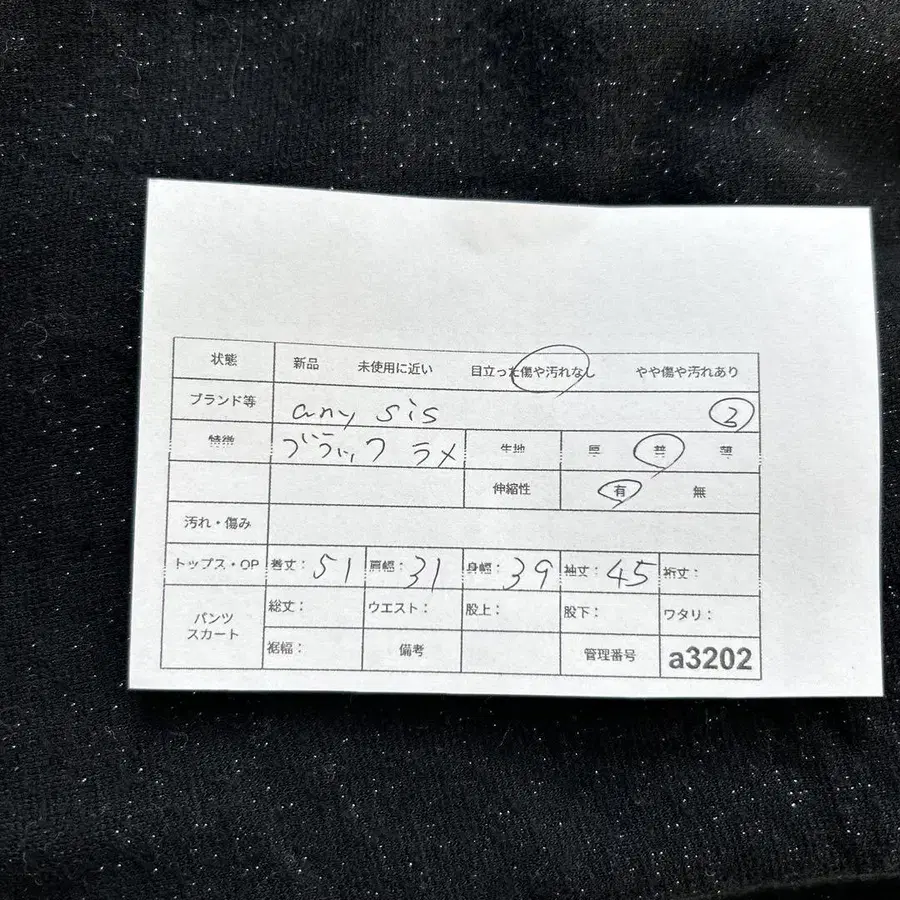 状態 新品 未使用に近い 目立った傷や汚れなし やや傷や汚れあり
ブランド等 any sis 2
特徴 ブラック ラメ 生地 厚 普 薄
伸縮性 有 無
汚れ・傷み
トップス・OP 着丈: 51 肩幅: 31 身幅: 39 袖丈: 45 裄丈:
パンツ スカート
総丈: ウエスト: 股上: 股下: ワタリ:
裾幅: 備考 管理番号 a3202